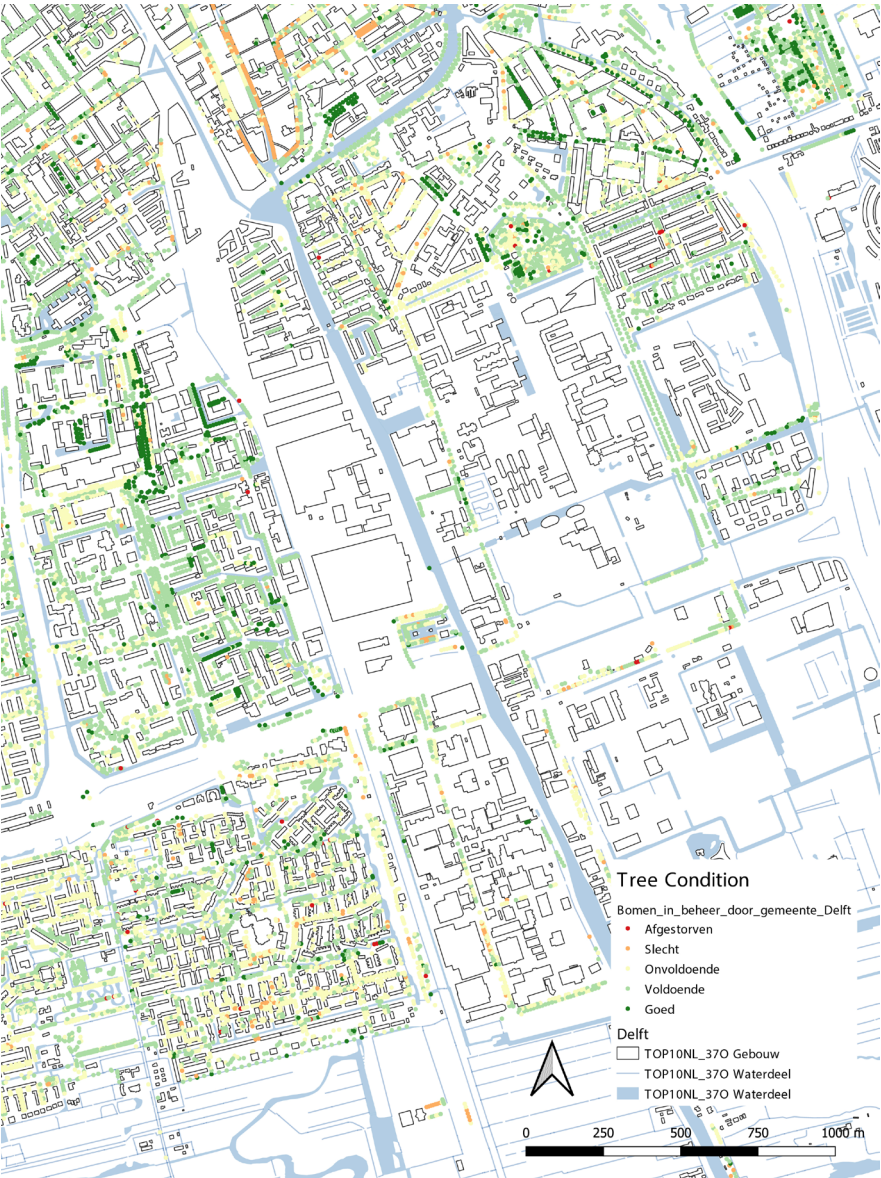 Tree Condition
Bomen_in_beheer_door_gemeente_Delft
Afgestorven
Slecht
Onvoldoende
Voldoende
Goed
Delft
TOP10NL_37O Gebouw
TOP10NL_37O Waterdeel
TOP10NL_37O Waterdeel
0 250 500 750 1000 m